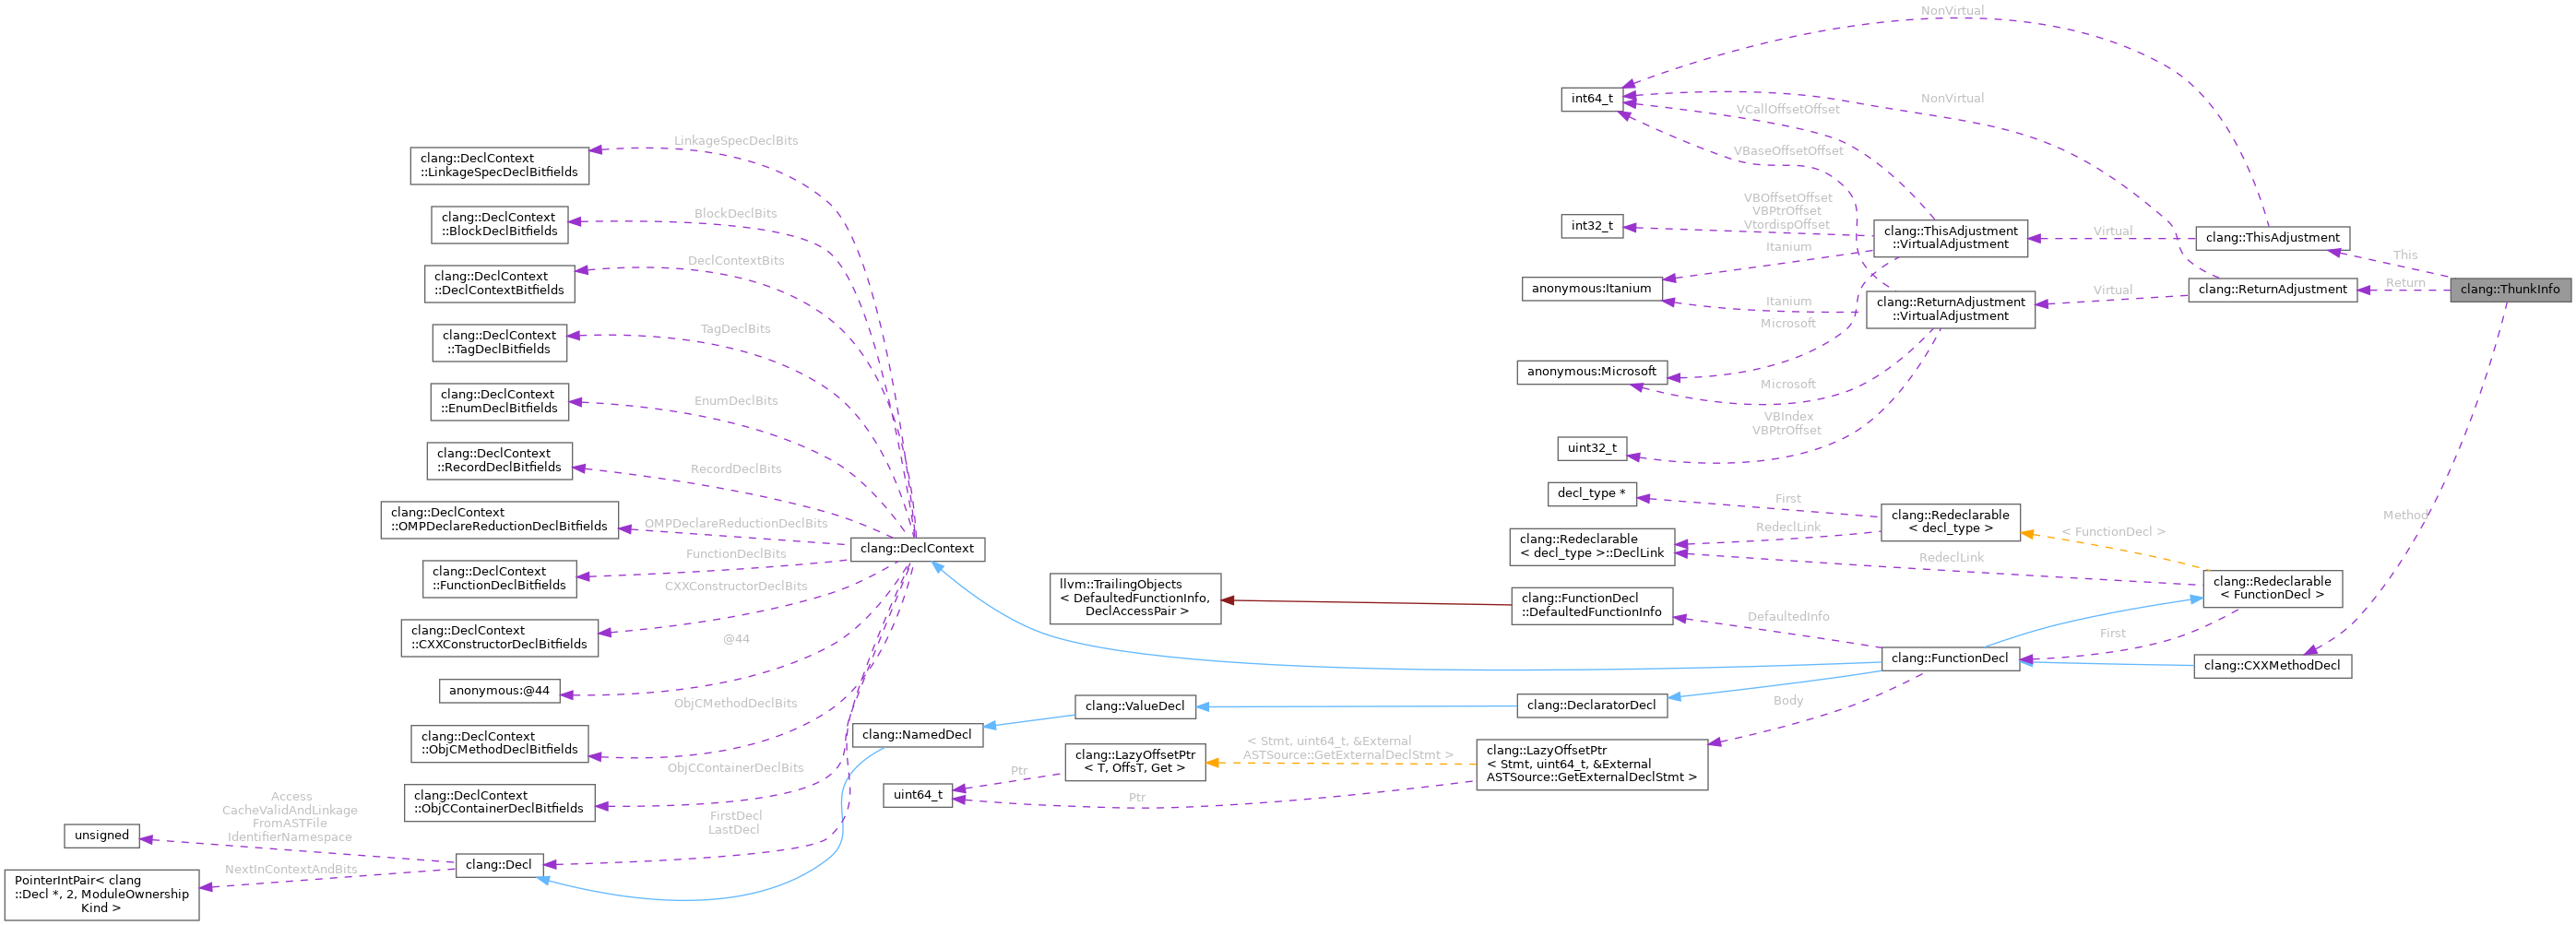 NonVirtual
int64_t
NonVirtual
VCallOffsetOffset
VBaseOffsetOffset
LinkageSpecDeclBits
clang::DeclContext
::LinkageSpecDeclBitfields
BlockDeclBits
clang::DeclContext
::BlockDeclBitfields
DeclContextBits
clang::DeclContext
::DeclContextBitfields
TagDeclBits
clang::DeclContext
::TagDeclBitfields
EnumDeclBits
clang::DeclContext
::EnumDeclBitfields
RecordDeclBits
clang::DeclContext
::RecordDeclBitfields
OMPDeclareReductionDeclBits
clang::DeclContext
::OMPDeclareReductionDeclBitfields
FunctionDeclBits
clang::DeclContext
::FunctionDeclBitfields
CXXConstructorDeclBits
clang::DeclContext
::CXXConstructorDeclBitfields
@44
anonymous:@44
ObjCMethodDeclBits
clang::DeclContext
::ObjCMethodDeclBitfields
ObjCContainerDeclBits
clang::DeclContext
::ObjCContainerDeclBitfields
FirstDecl
LastDecl
Access
CacheValidAndLinkage
FromASTFile
IdentifierNamespace
unsigned
NextInContextAndBits
PointerIntPair< clang
::Decl *, 2, ModuleOwnership
Kind >
clang::Decl
clang::DeclContext
clang::NamedDecl
clang::ValueDecl
llvm::TrailingObjects
< DefaultedFunctionInfo,
DeclAccessPair >
uint64_t
Ptr
Ptr
clang::LazyOffsetPtr
< T, OffsT, Get >
< Stmt, uint64_t, &External
ASTSource::GetExternalDeclStmt >
clang::LazyOffsetPtr
< Stmt, uint64_t, &External
ASTSource::GetExternalDeclStmt >
clang::DeclaratorDecl
Body
clang::FunctionDecl
::DefaultedFunctionInfo
DefaultedInfo
clang::FunctionDecl
clang::Redeclarable
< decl_type >::DeclLink
RedeclLink
RedeclLink
decl_type *
First
clang::Redeclarable
< decl_type >
< FunctionDecl >
clang::Redeclarable
< FunctionDecl >
First
clang::CXXMethodDecl
Method
uint32_t
VBIndex
VBPtrOffset
anonymous:Microsoft
Microsoft
Microsoft
anonymous:Itanium
Itanium
Itanium
int32_t
VBOffsetOffset
VBPtrOffset
VtordispOffset
clang::ThisAdjustment
::VirtualAdjustment
clang::ReturnAdjustment
::VirtualAdjustment
Virtual
Virtual
clang::ThisAdjustment
clang::ReturnAdjustment
This
Return
clang::ThunkInfo